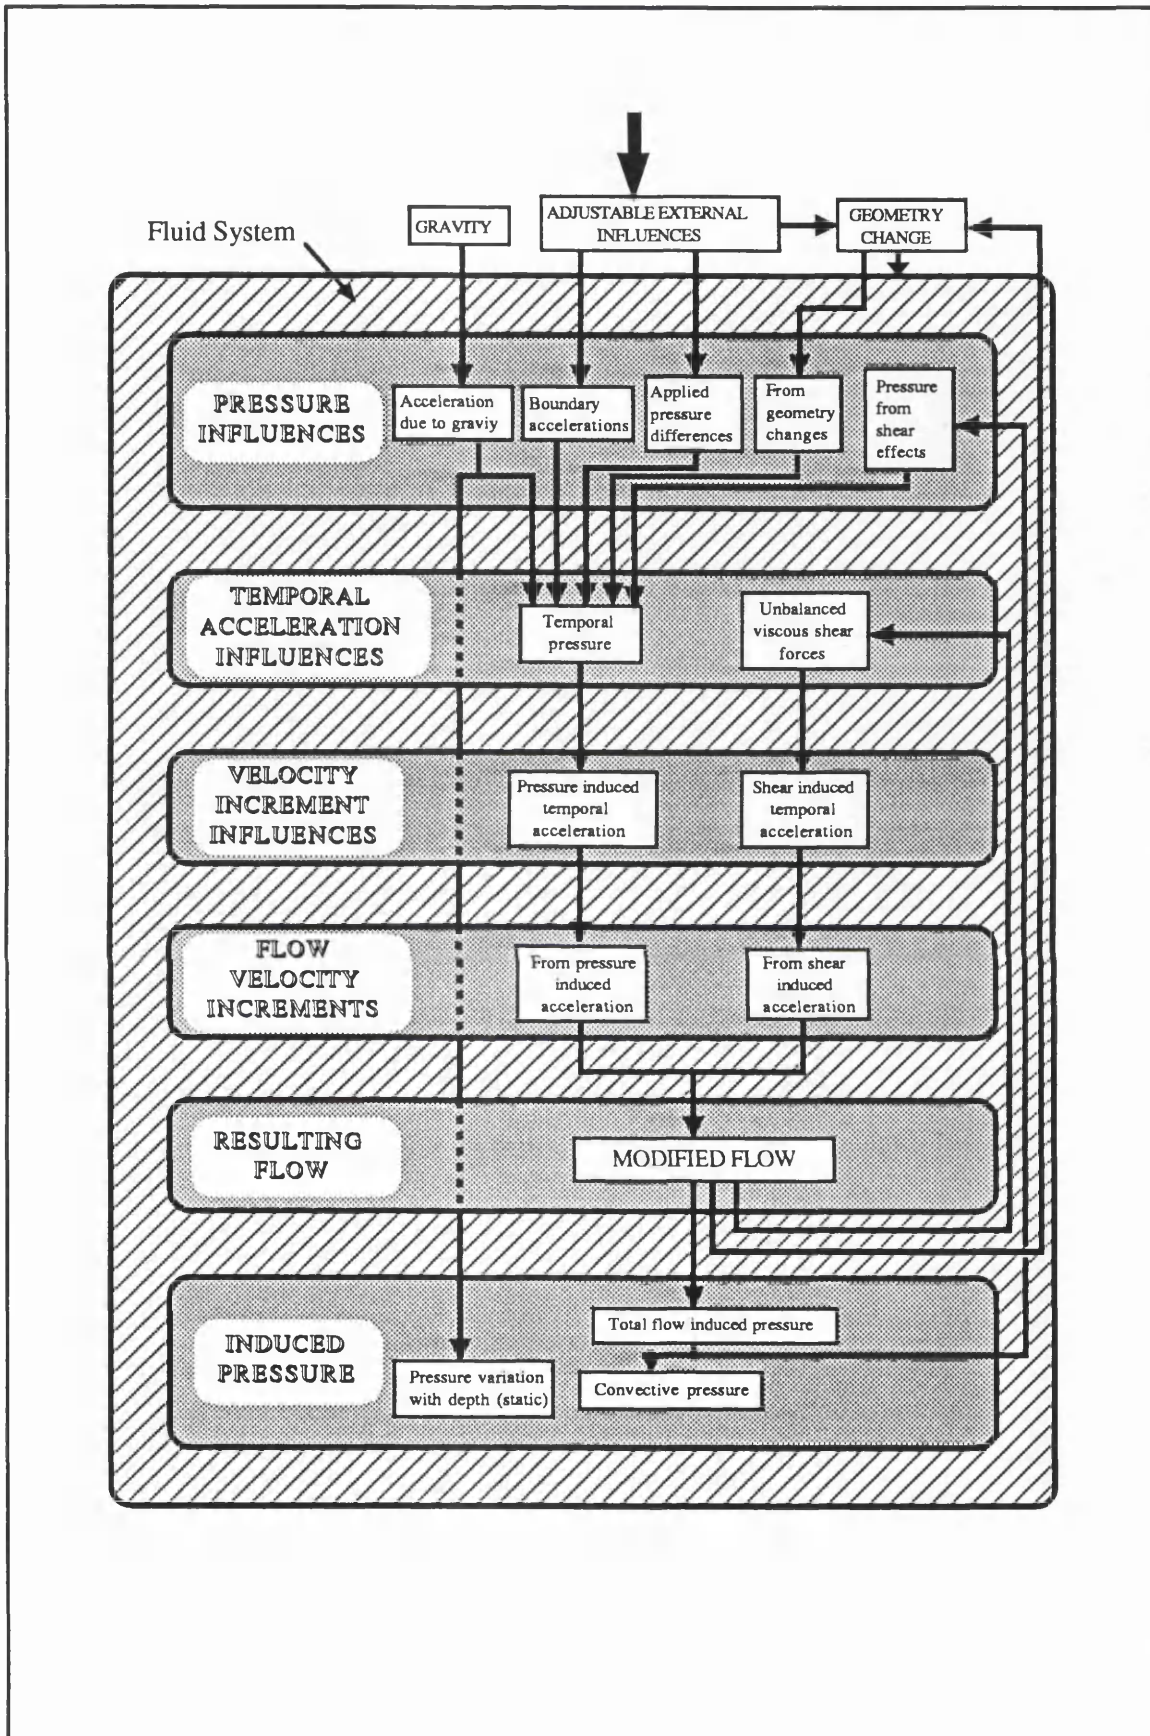 Fluid System
GRAVITY
ADJUSTABLE EXTERNAL
INFLUENCES
GEOMETRY
CHANGE
PRESSURE
INFLUENCES
Acceleration
due to graviy
Boundary
accelerations
Applied
pressure
differences
From
geometry
changes
Pressure
from
shear
effects
TEMPORAL
ACCELERATION
INFLUENCES
Temporal
pressure
Unbalanced
viscous shear
forces
VELOCITY
INCREMENT
INFLUENCES
Pressure induced
temporal
acceleration
Shear induced
temporal
acceleration
FLOW
VELOCITY
INCREMENTS
From pressure
induced
acceleration
From shear
induced
acceleration
RESULTING
FLOW
MODIFIED FLOW
INDUCED
PRESSURE
Total flow induced pressure
Pressure variation
with depth (static)
Convective pressure